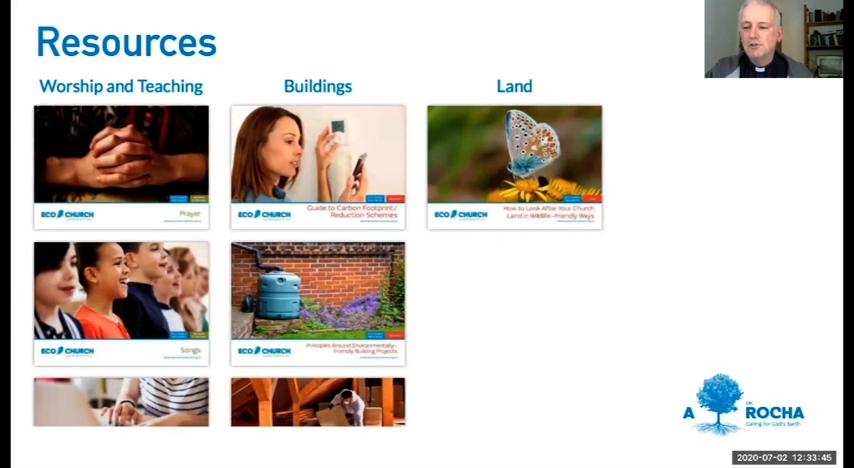 Resources
Worship and Teaching
Buildings
Land
ECO CHURCH
Prayer
ECO CHURCH
Guide to Carbon Footprint/
Reduction Schemes
ECO CHURCH
How to Look After Your Church
Land in Wildlife-Friendly Ways
ECO CHURCH
Songs
ECO CHURCH
Principles Around Environmentally-
Friendly Building Projects
UK
A ROCHA
Caring for God's Earth
2020-07-02 12:33:45